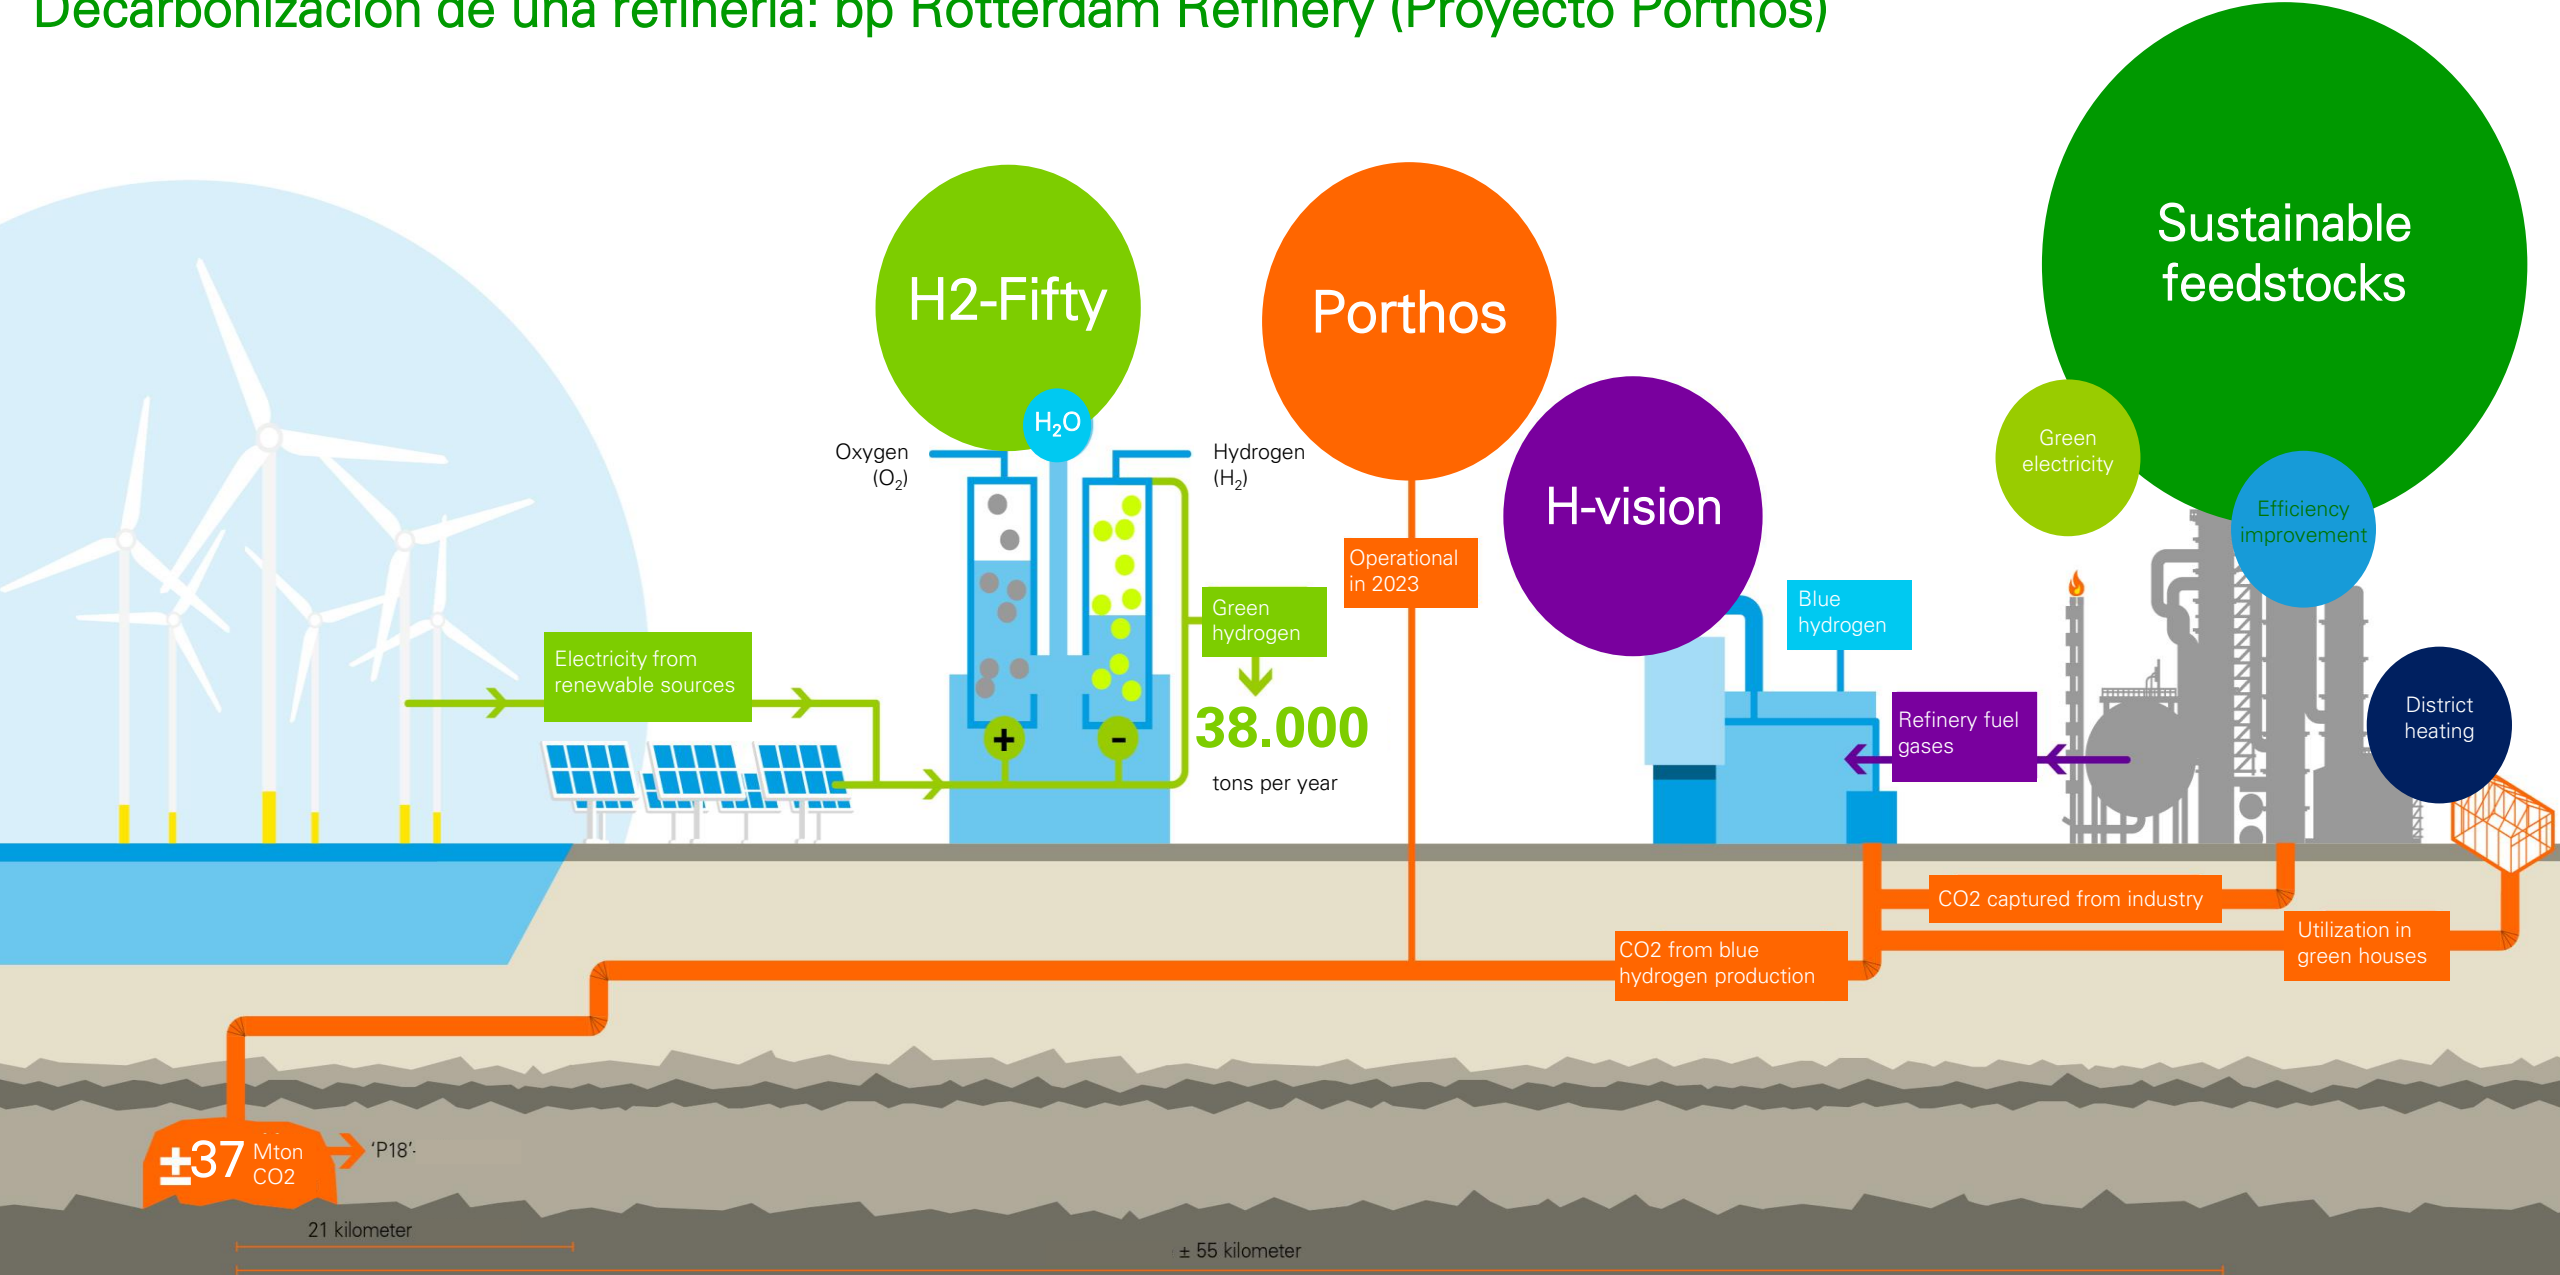 Decarbonización de una refinería: bp Rotterdam Refinery (Proyecto Porthos)
Sustainable
feedstocks
H2-Fifty
Porthos
H-vision
Green
electricity
Efficiency
improvement
H₂O
Oxygen
(O₂)
Hydrogen
(H₂)
Operational
in 2023
Blue
hydrogen
Green
hydrogen
Electricity from
renewable sources
38.000
tons per year
+
-
Refinery fuel
gases
District
heating
CO2 captured from industry
Utilization in
green houses
CO2 from blue
hydrogen production
±37 Mton
CO2
‘P18’
21 kilometer
± 55 kilometer